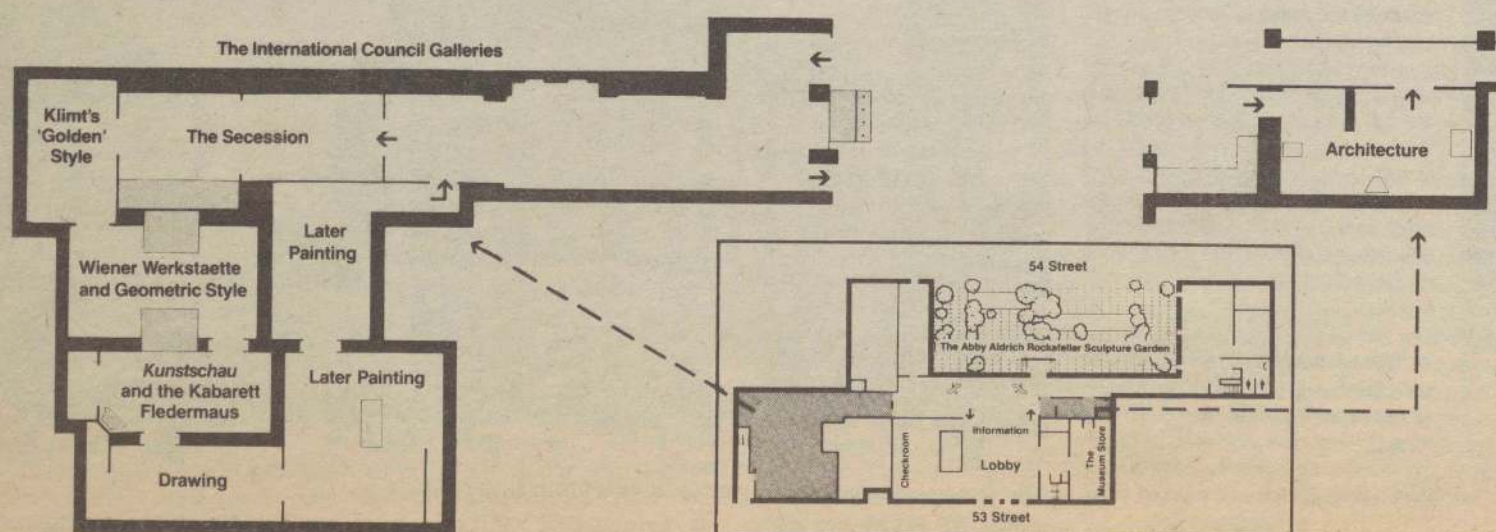 The International Council Galleries
Klimt's
'Golden'
Style
The Secession
Architecture
Later
Painting
Wiener Werkstaette
and Geometric Style
Kunstschau
and the Kabarett
Fledermaus
Later Painting
Drawing
54 Street
The Abby Aldrich Rockefeller Sculpture Garden
Information
Checkroom
Lobby
The
Museum Store
53 Street